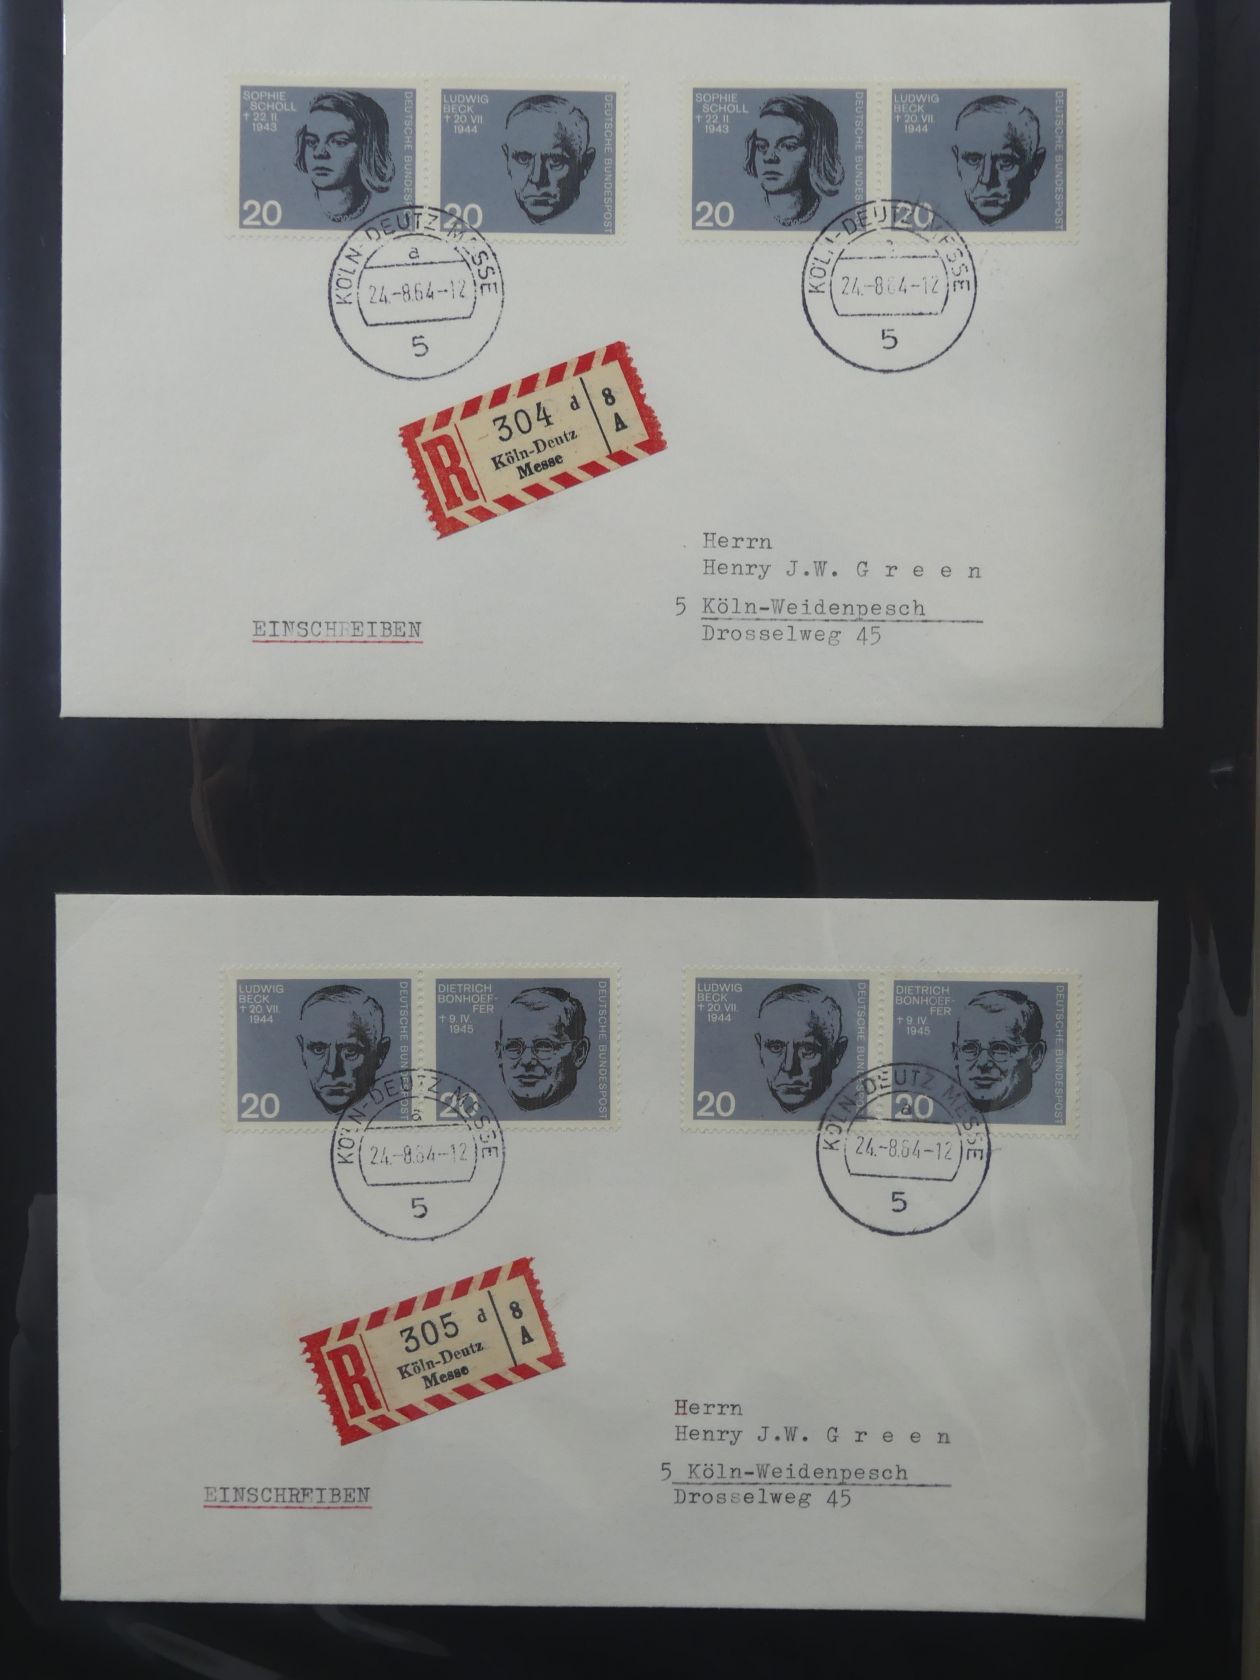 SOPHIE
SCHOLL
† 22 II
1943
DEUTSCHE BUNDESPOST
20
LUDWIG
BECK
† 20 VII.
1944
DEUTSCHE BUNDESPOST
20
SOPHIE
SCHOLL
† 22 II
1943
DEUTSCHE BUNDESPOST
20
LUDWIG
BECK
† 20 VII.
1944
DEUTSCHE BUNDESPOST
20
KÖLN-DEUTZ MESSE
a
24.-8.64-12
5
KÖLN-DEUTZ MESSE
24.-8.64-12
5
R
304 d
Köln-Deutz
Messe
8
A
Herrn
Henry J.W. G r e e n
5 Köln-Weidenpesch
Drosselweg 45
EINSCHREIBEN
LUDWIG
BECK
† 20 VII.
1944
DEUTSCHE BUNDESPOST
20
DIETRICH
BONHOEF-
FER
† 9. IV.
1945
DEUTSCHE BUNDESPOST
20
LUDWIG
BECK
† 20 VII.
1944
DEUTSCHE BUNDESPOST
20
DIETRICH
BONHOEF-
FER
† 9. IV.
1945
DEUTSCHE BUNDESPOST
20
KÖLN-DEUTZ MESSE
a
24.-8.64-12
5
KÖLN-DEUTZ MESSE
a
24.-8.64-12
5
R
305 d
Köln-Deutz
Messe
8
A
Herrn
Henry J.W. G r e e n
5 Köln-Weidenpesch
Drosselweg 45
EINSCHREIBEN